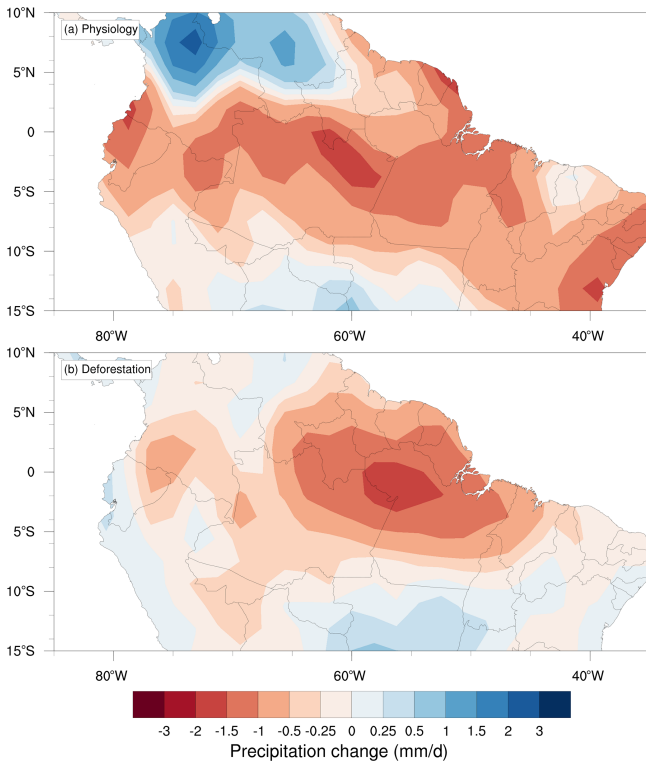 (a) Physiology
10°N
5°N
0
5°S
10°S
15°S
80°W 60°W 40°W
(b) Deforestation
10°N
5°N
0
5°S
10°S
15°S
80°W 60°W 40°W
-3 -2 -1.5 -1 -0.5 -0.25 0 0.25 0.5 1 1.5 2 3
Precipitation change (mm/d)